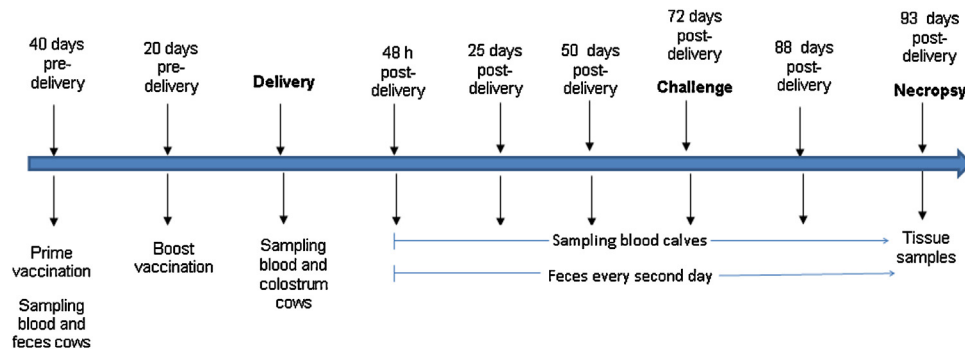 40 days
pre-
delivery
20 days
pre-
delivery
Delivery
48 h
post-
delivery
25 days
post-
delivery
50 days
post-
delivery
72 days
post-
delivery
Challenge
88 days
post-
delivery
93 days
post-
delivery
Necropsy
Prime
vaccination
Sampling
blood and
feces cows
Boost
vaccination
Sampling
blood and
colostrum
cows
Sampling blood calves
Feces every second day
Tissue
samples